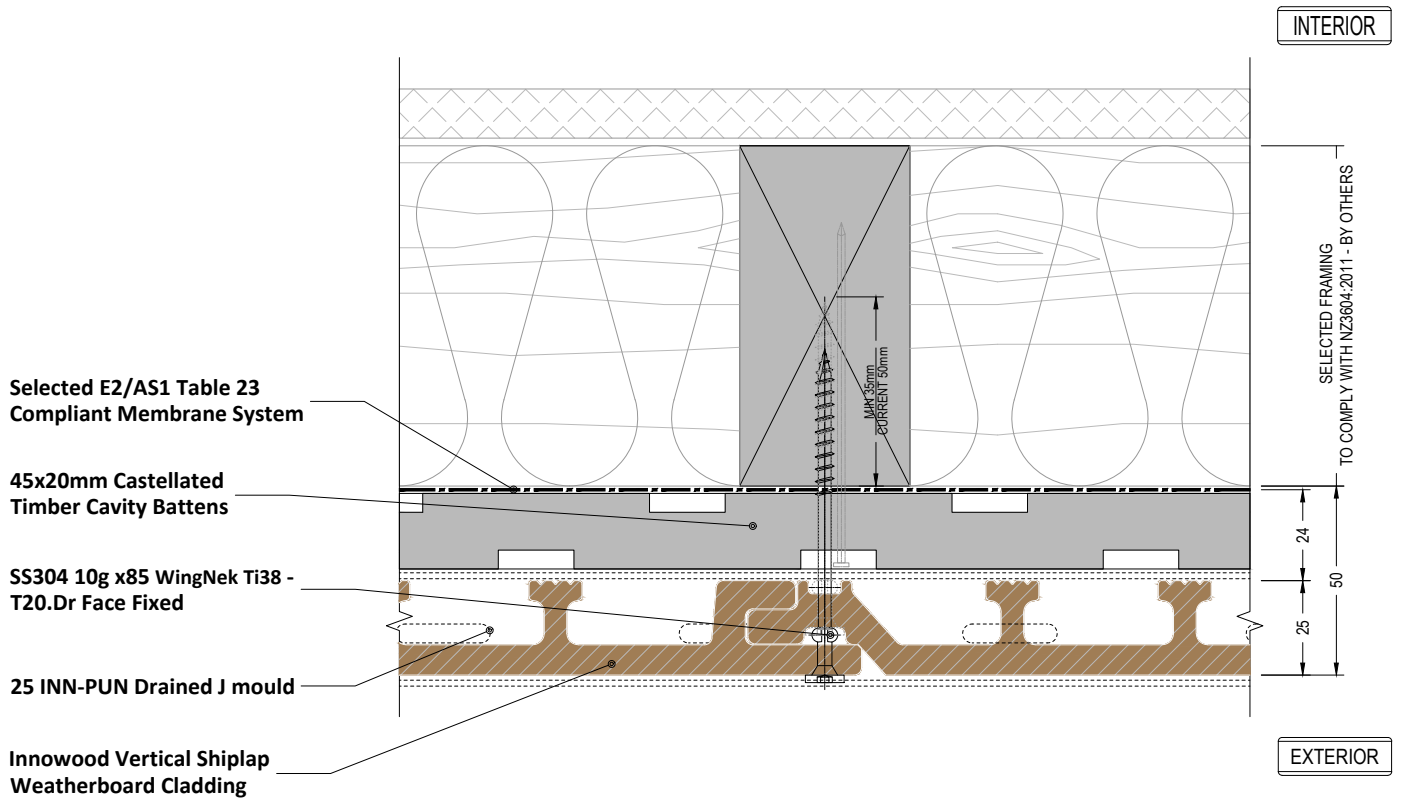 INTERIOR
Selected E2/AS1 Table 23
Compliant Membrane System
45x20mm Castellated
Timber Cavity Battens
SS304 10g x85 WingNek Ti38 -
T20.Dr Face Fixed
25 INN-PUN Drained J mould
Innowood Vertical Shiplap
Weatherboard Cladding
MIN 35mm
CURRENT 50mm
SELECTED FRAMING
TO COMPLY WITH NZ3604:2011 - BY OTHERS
24
50
25
EXTERIOR